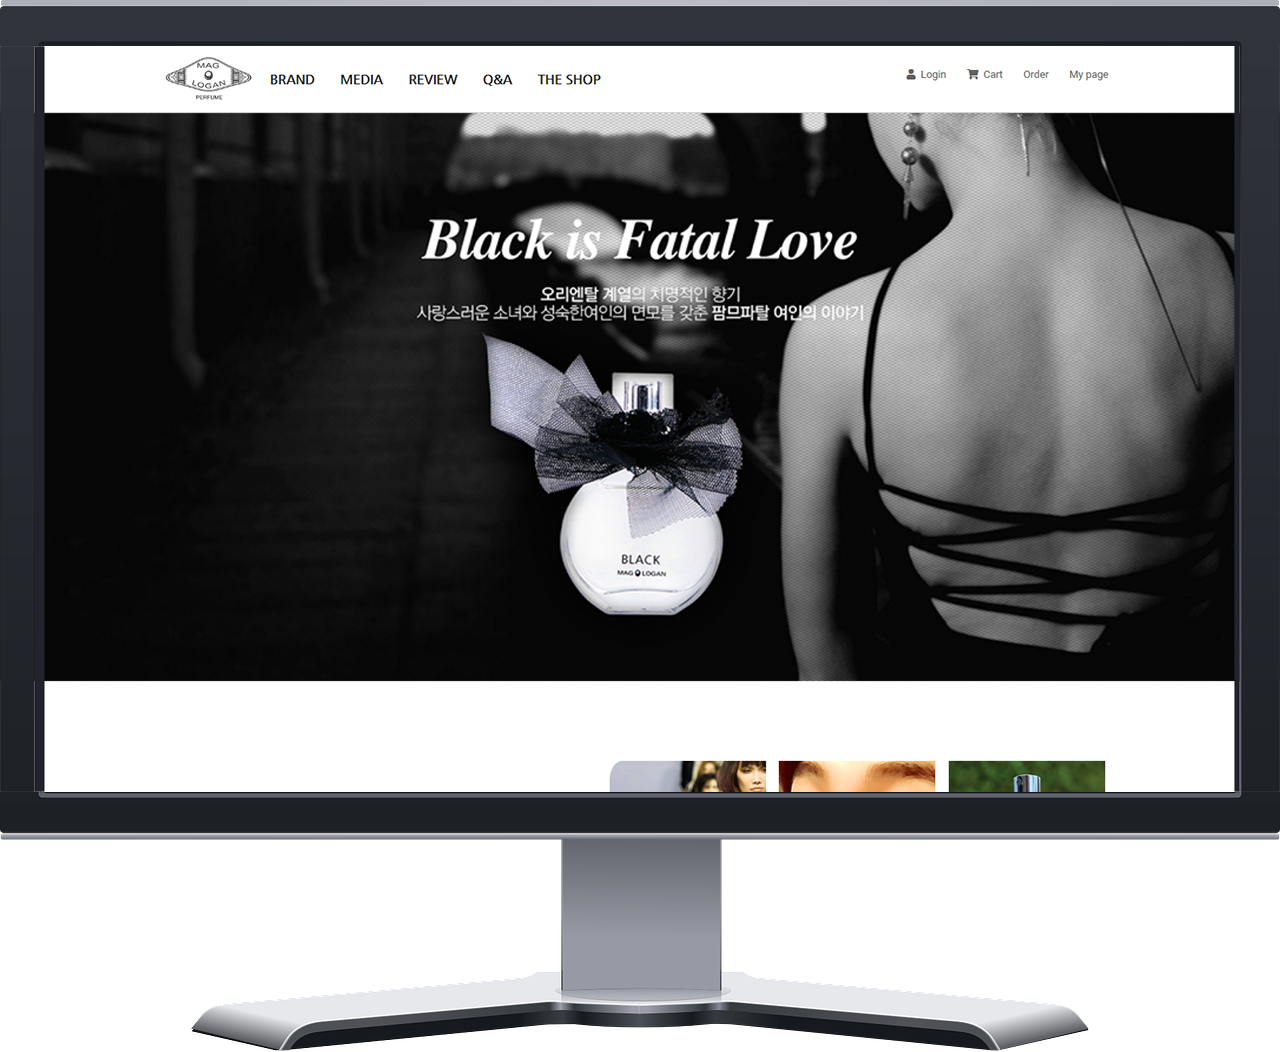 MAG
LOGAN
PERFUME
BRAND MEDIA REVIEW Q&A THE SHOP
Login Cart Order My page
Black is Fatal Love
오리엔탈 계열의 치명적인 향기
사랑스러운 소녀와 성숙한여인의 면모를 갖춘 팜므파탈 여인의 이야기
BLACK
MAG LOGAN